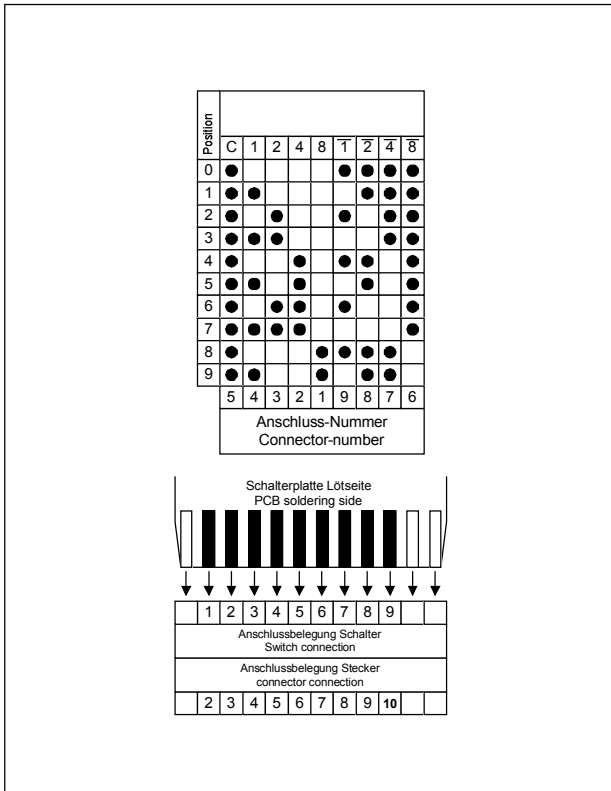 Position
C 1 2 4 8 1̅ 2̅ 4̅ 8̅
0
1
2
3
4
5
6
7
8
9
5 4 3 2 1 9 8 7 6
Anschluss-Nummer
Connector-number
Schalterplatte Lötseite
PCB soldering side
1 2 3 4 5 6 7 8 9
Anschlussbelegung Schalter
Switch connection
Anschlussbelegung Stecker
connector connection
2 3 4 5 6 7 8 9 10